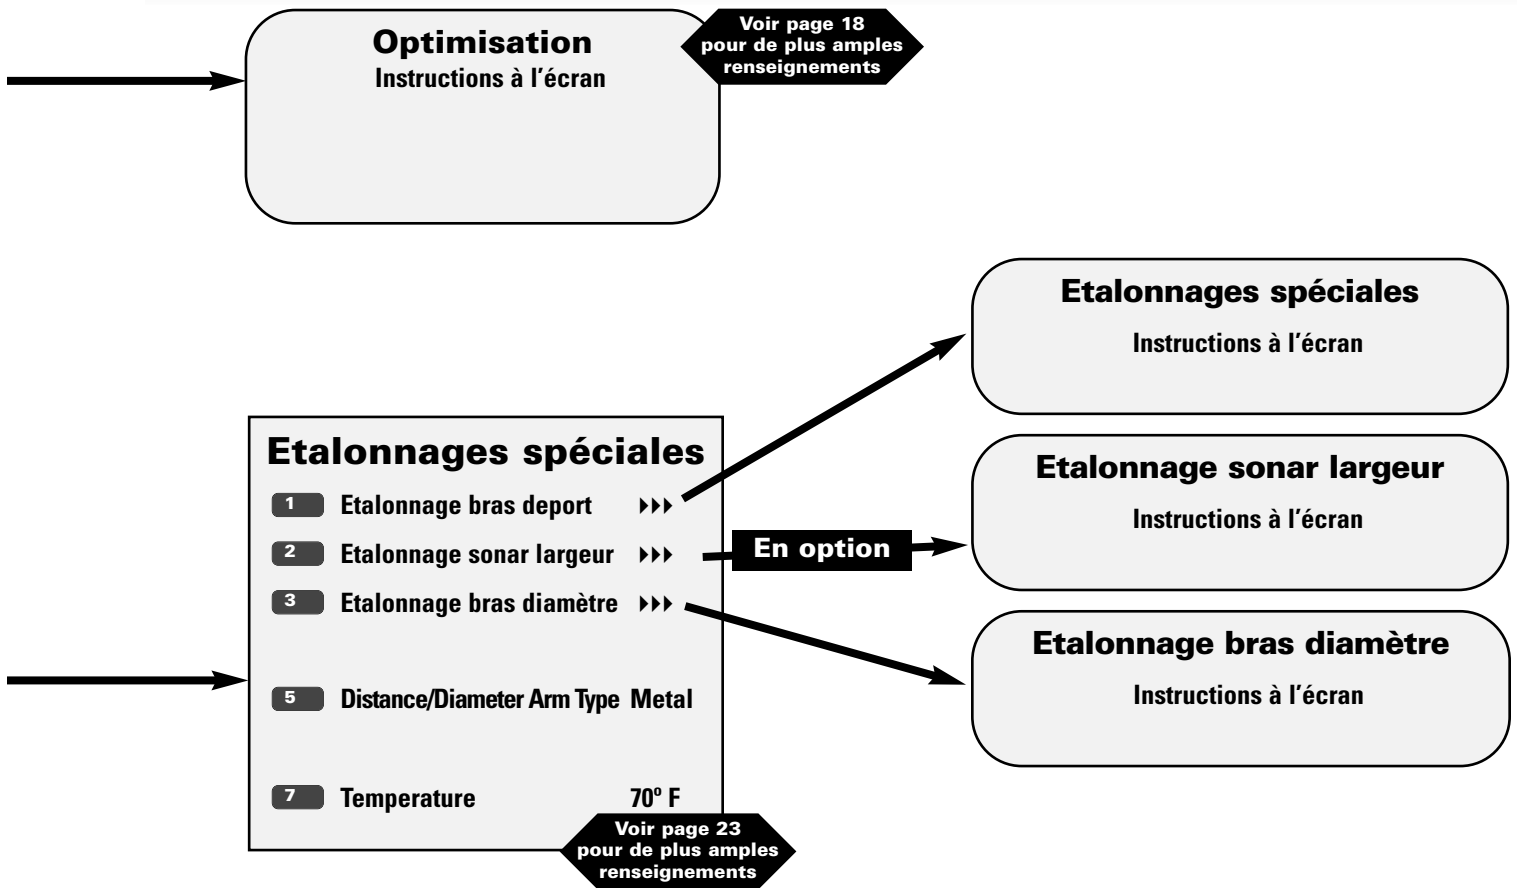 Optimisation
Instructions à l'écran
Voir page 18
pour de plus amples
renseignements
Etalonnages spéciales
Instructions à l'écran
Etalonnages spéciales
1 Etalonnage bras deport
2 Etalonnage sonar largeur
3 Etalonnage bras diamètre
5 Distance/Diameter Arm Type Metal
7 Temperature 70º F
Voir page 23
pour de plus amples
renseignements
En option
Etalonnage sonar largeur
Instructions à l'écran
Etalonnage bras diamètre
Instructions à l'écran